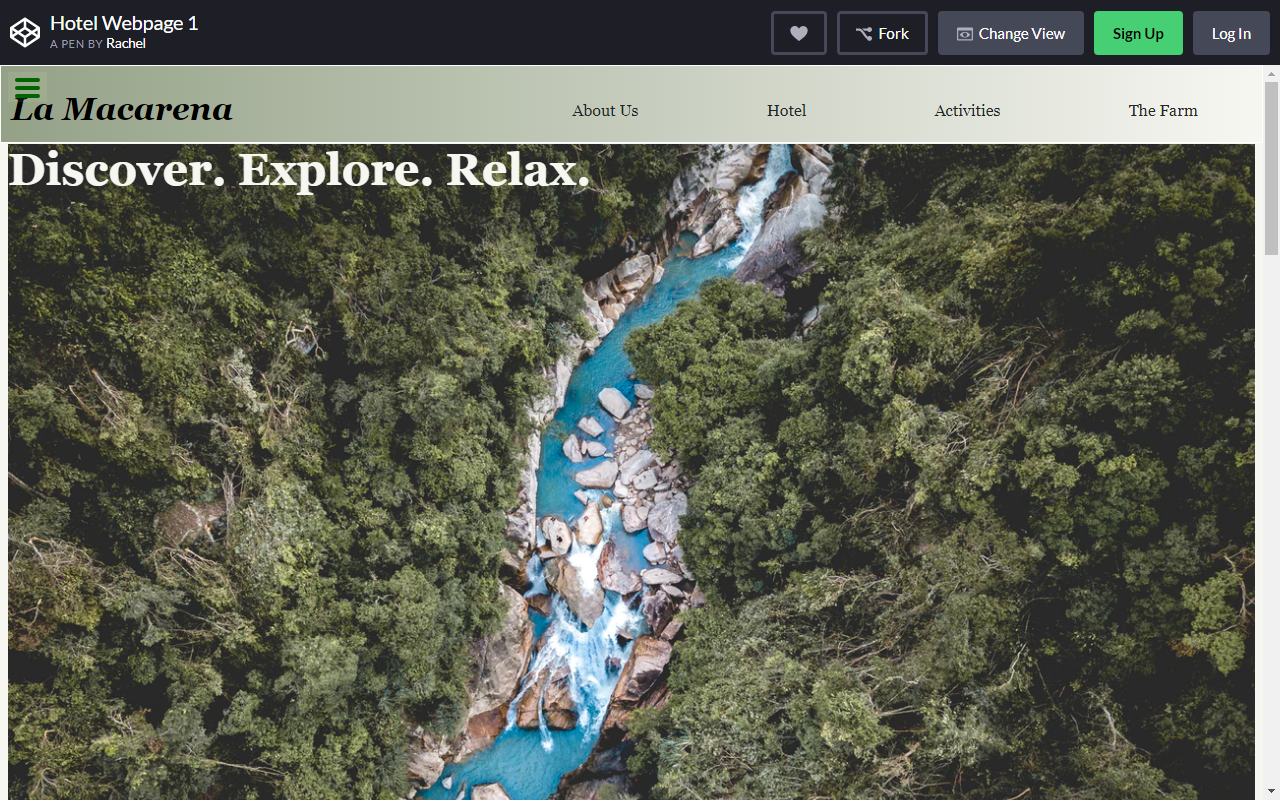 Hotel Webpage 1
A PEN BY Rachel
Fork
Change View
Sign Up
Log In
La Macarena
About Us
Hotel
Activities
The Farm
Discover. Explore. Relax.